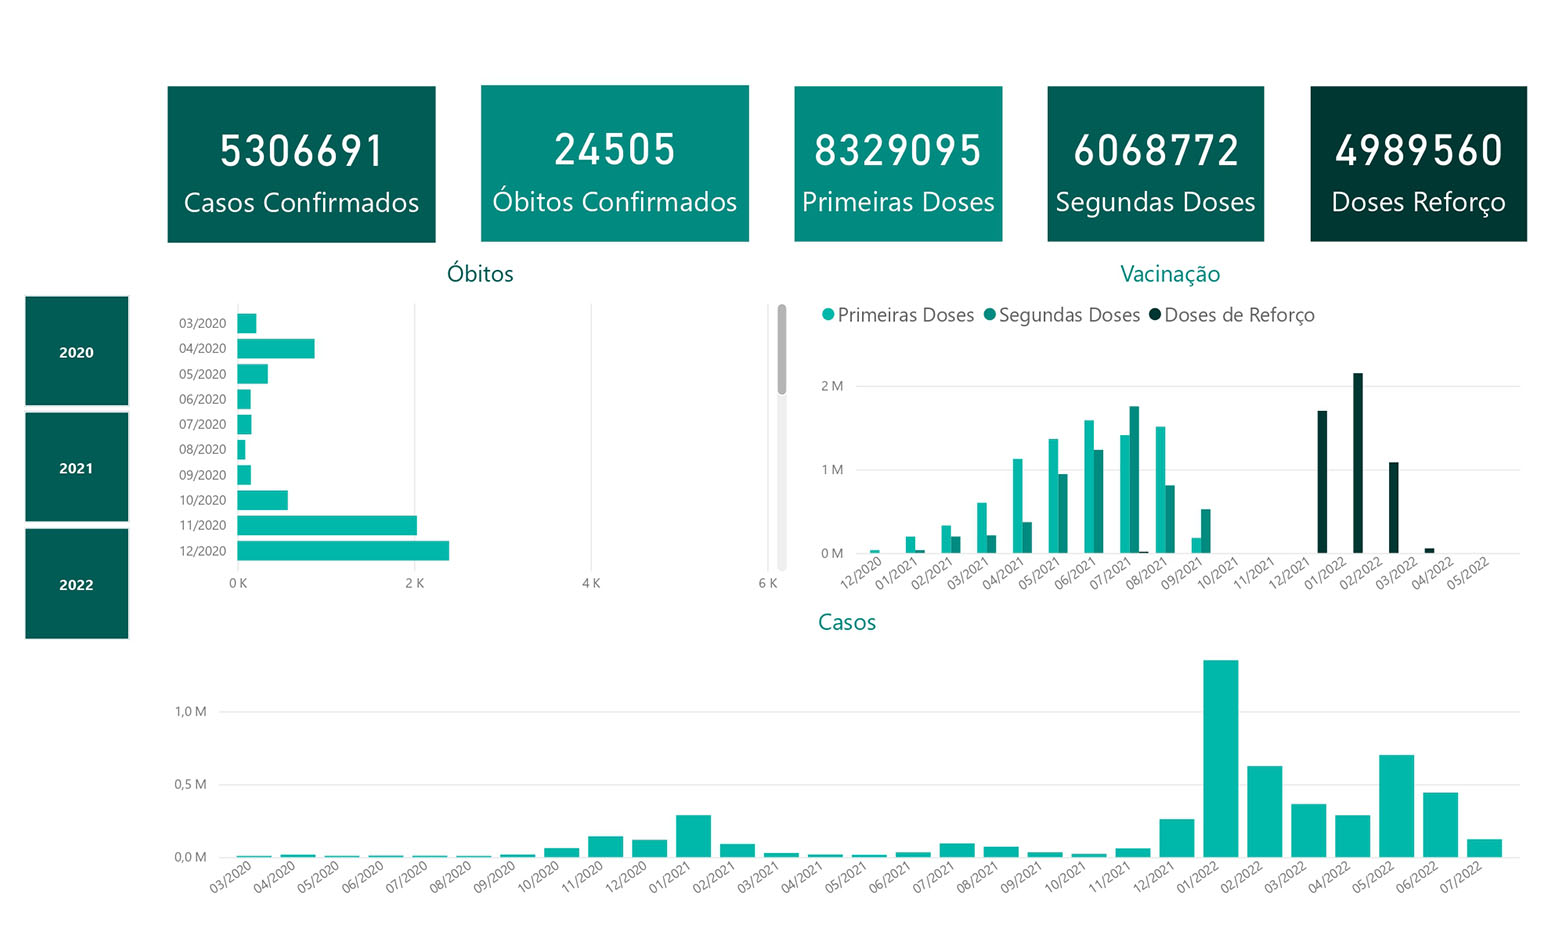 5306691
Casos Confirmados
24505
Óbitos Confirmados
8329095
Primeiras Doses
6068772
Segundas Doses
4989560
Doses Reforço
2020
2021
2022
Óbitos
03/2020
04/2020
05/2020
06/2020
07/2020
08/2020
09/2020
10/2020
11/2020
12/2020
0 K 2 K 4 K 6 K
Vacinação
Primeiras Doses Segundas Doses Doses de Reforço
2 M
1 M
0 M
12/2020 01/2021 02/2021 03/2021 04/2021 05/2021 06/2021 07/2021 08/2021 09/2021 10/2021 11/2021 12/2021 01/2022 02/2022 03/2022 04/2022 05/2022
Casos
1,0 M
0,5 M
0,0 M
03/2020 04/2020 05/2020 06/2020 07/2020 08/2020 09/2020 10/2020 11/2020 12/2020 01/2021 02/2021 03/2021 04/2021 05/2021 06/2021 07/2021 08/2021 09/2021 10/2021 11/2021 12/2021 01/2022 02/2022 03/2022 04/2022 05/2022 06/2022 07/2022